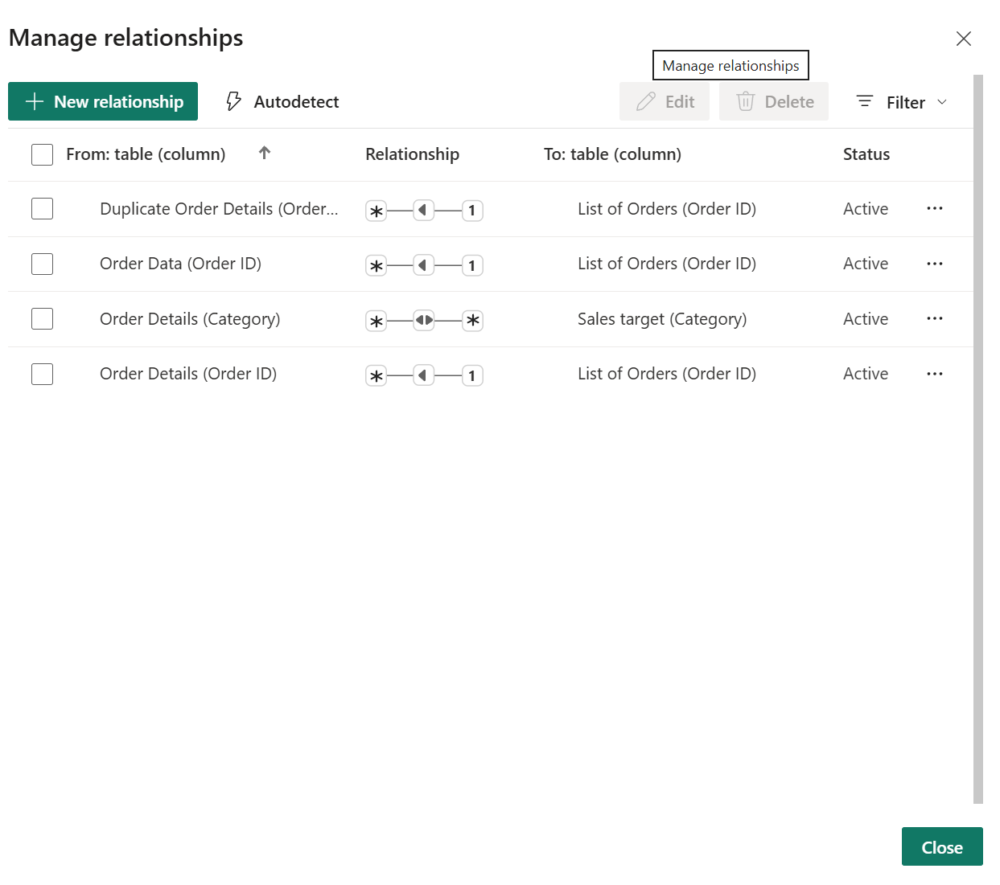 Manage relationships
Manage relationships
New relationship Autodetect Edit Delete Filter
From: table (column) Relationship To: table (column) Status
Duplicate Order Details (Order... * 1 List of Orders (Order ID) Active ...
Order Data (Order ID) * 1 List of Orders (Order ID) Active ...
Order Details (Category) * * Sales target (Category) Active ...
Order Details (Order ID) * 1 List of Orders (Order ID) Active ...
Close